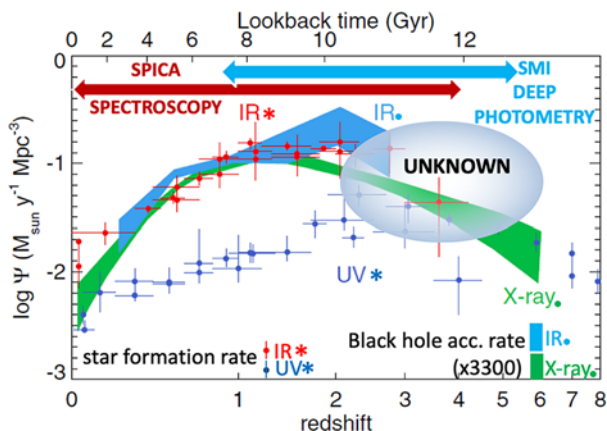 Lookback time (Gyr)
0 2 4 6 8 10 12
SPICA
SPECTROSCOPY
SMI
DEEP
PHOTOMETRY
IR*
IR•
UNKNOWN
UV*
X-ray•
star formation rate
IR*
UV*
Black hole acc. rate
(x3300)
IR•
X-ray•
log Ψ (M_sun y⁻¹ Mpc⁻³)
0
-1
-2
-3
0 1 2 3 4 5 6 7 8
redshift